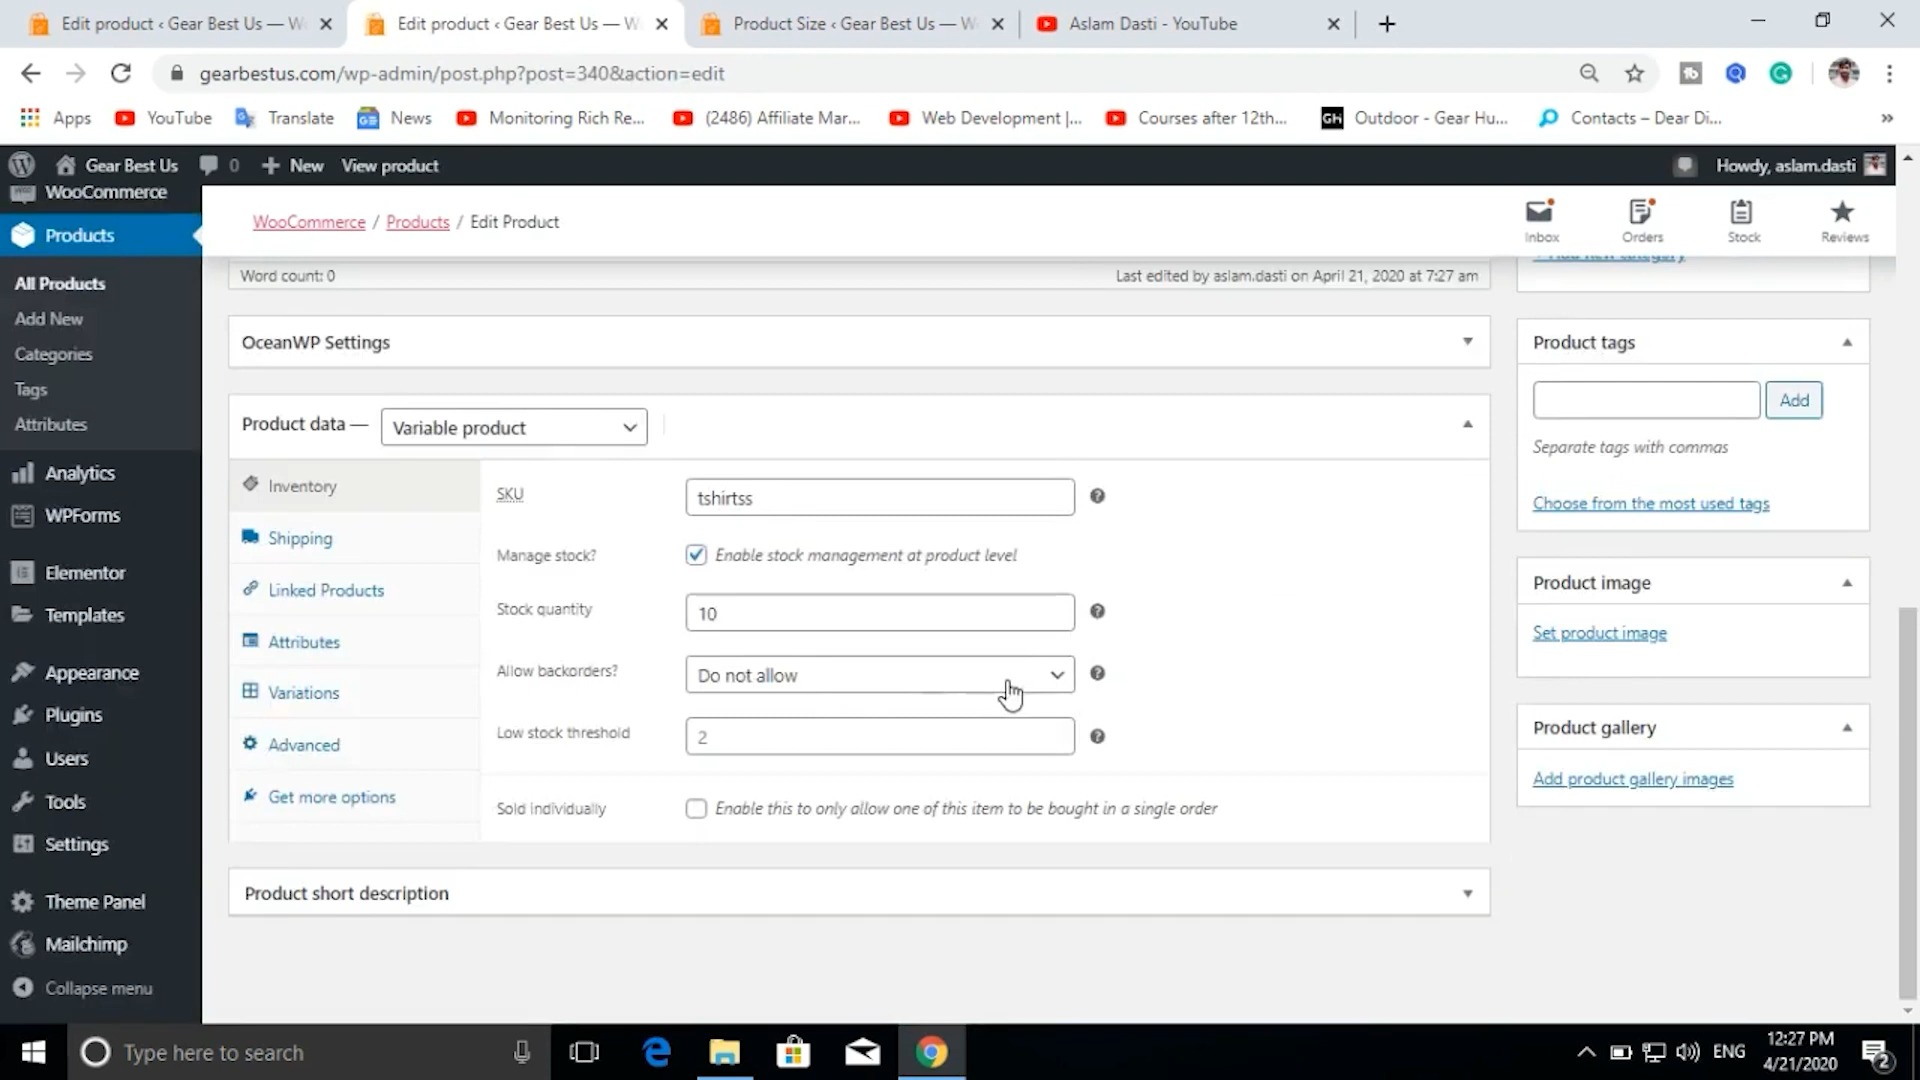 Edit product ‹ Gear Best Us — W
Edit product ‹ Gear Best Us — W
Product Size ‹ Gear Best Us — W
Aslam Dasti - YouTube
gearbestus.com/wp-admin/post.php?post=340&action=edit
Apps
YouTube
Translate
News
Monitoring Rich Re...
(2486) Affiliate Mar...
Web Development |...
Courses after 12th...
GH
Outdoor - Gear Hu...
Contacts – Dear Di...
»
Gear Best Us
0
New
View product
Howdy, aslam.dasti
WooCommerce
Products
All Products
Add New
Categories
Tags
Attributes
Analytics
WPForms
Elementor
Templates
Appearance
Plugins
Users
Tools
Settings
Theme Panel
Mailchimp
Collapse menu
WooCommerce / Products / Edit Product
Inbox
Orders
Stock
Reviews
+ Add new category
Word count: 0
Last edited by aslam.dasti on April 21, 2020 at 7:27 am
OceanWP Settings
Product data —
Variable product
Inventory
Shipping
Linked Products
Attributes
Variations
Advanced
Get more options
SKU
tshirtss
Manage stock?
Enable stock management at product level
Stock quantity
10
Allow backorders?
Do not allow
Low stock threshold
2
Sold individually
Enable this to only allow one of this item to be bought in a single order
Product short description
Product tags
Add
Separate tags with commas
Choose from the most used tags
Product image
Set product image
Product gallery
Add product gallery images
Type here to search
ENG
12:27 PM
4/21/2020
2